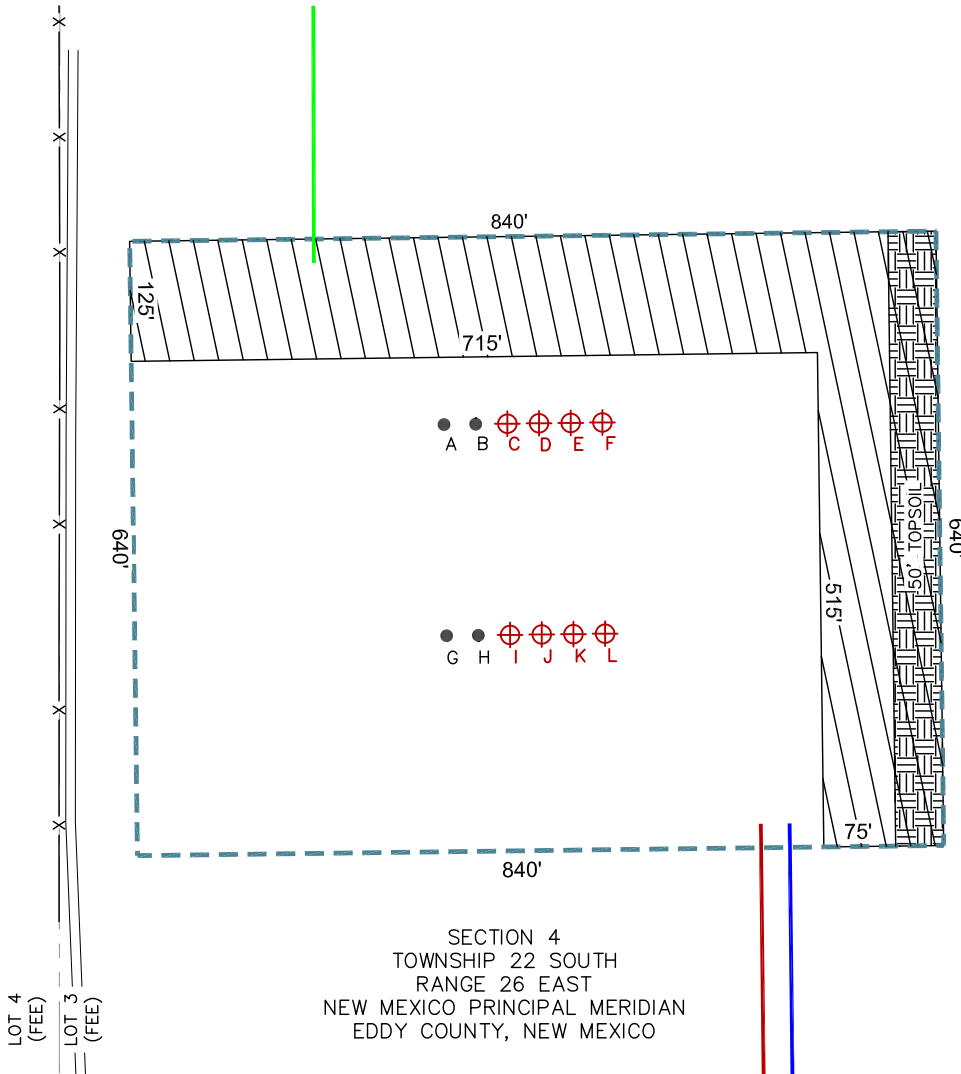 840'
125'
715'
A B C D E F
50' TOPSOIL
640'
640'
515'
G H I J K L
75'
840'
SECTION 4
TOWNSHIP 22 SOUTH
RANGE 26 EAST
NEW MEXICO PRINCIPAL MERIDIAN
EDDY COUNTY, NEW MEXICO
LOT 4
(FEE)
LOT 3
(FEE)